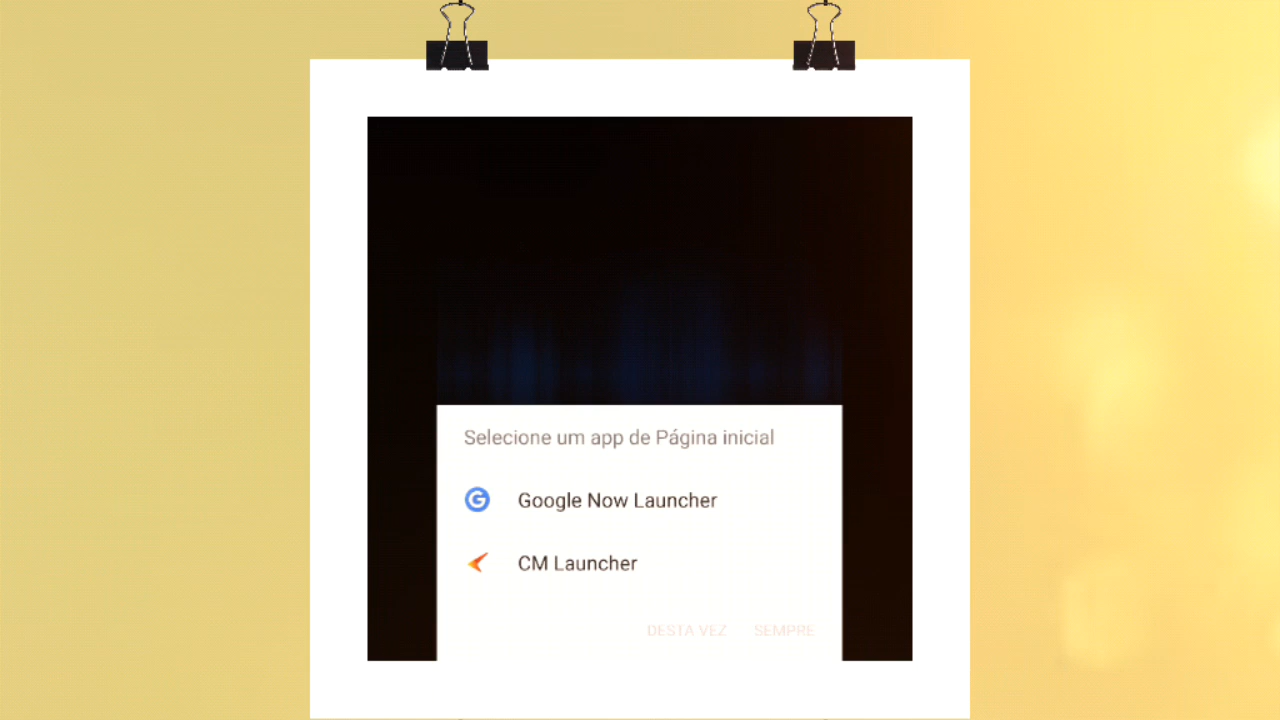 Selecione um app de Página inicial
Google Now Launcher
CM Launcher
DESTA VEZ SEMPRE